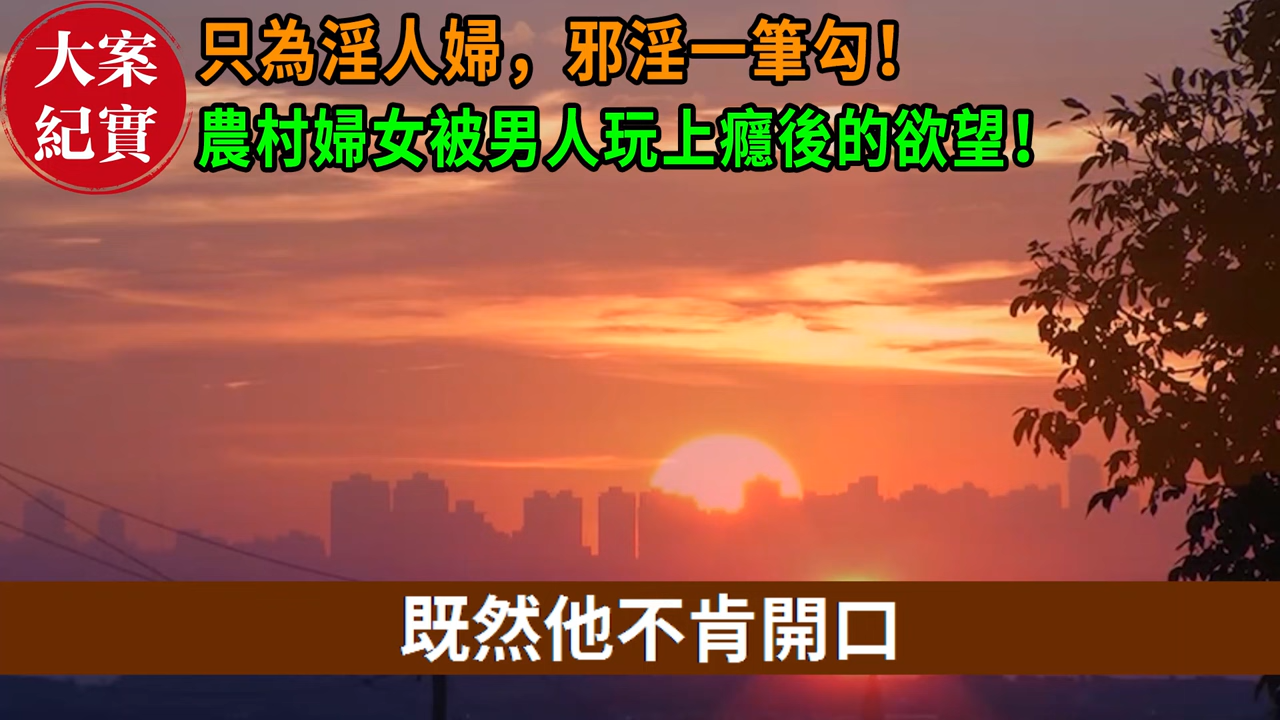 大案
紀實
只為淫人婦，邪淫一筆勾！
農村婦女被男人玩上癮後的欲望！
既然他不肯開口